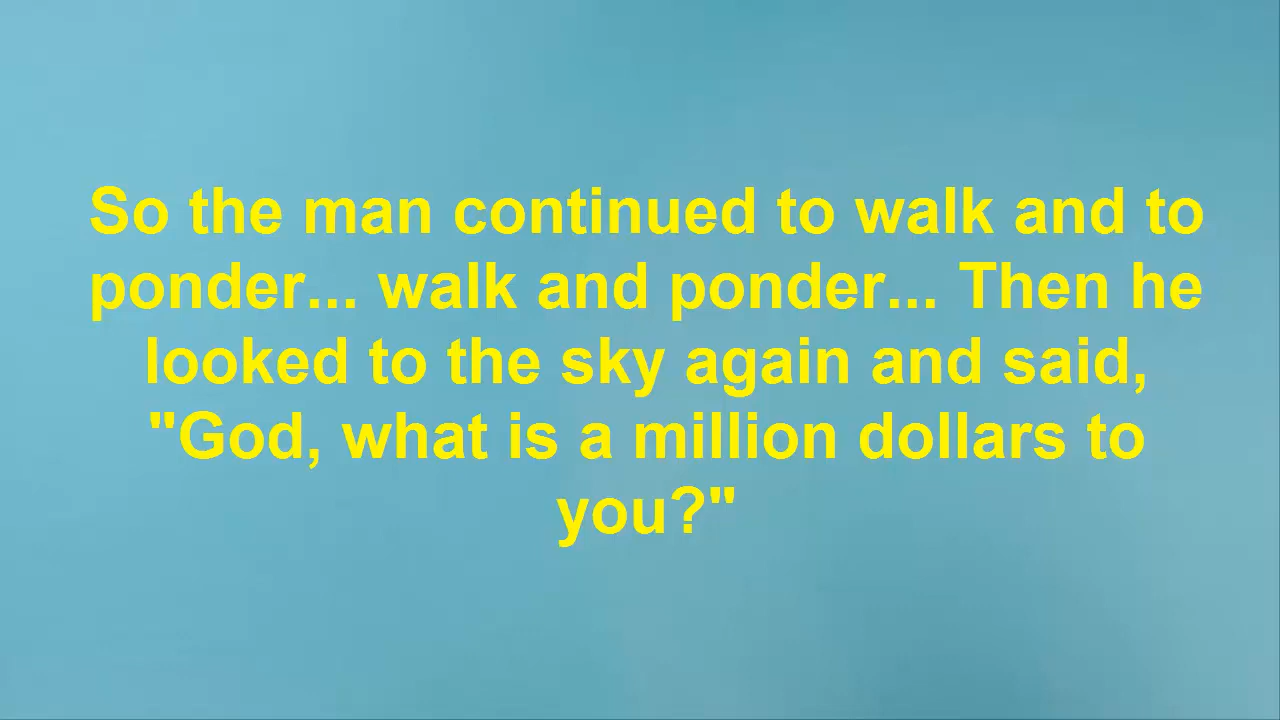 So the man continued to walk and to
ponder... walk and ponder... Then he
looked to the sky again and said,
"God, what is a million dollars to
you?"